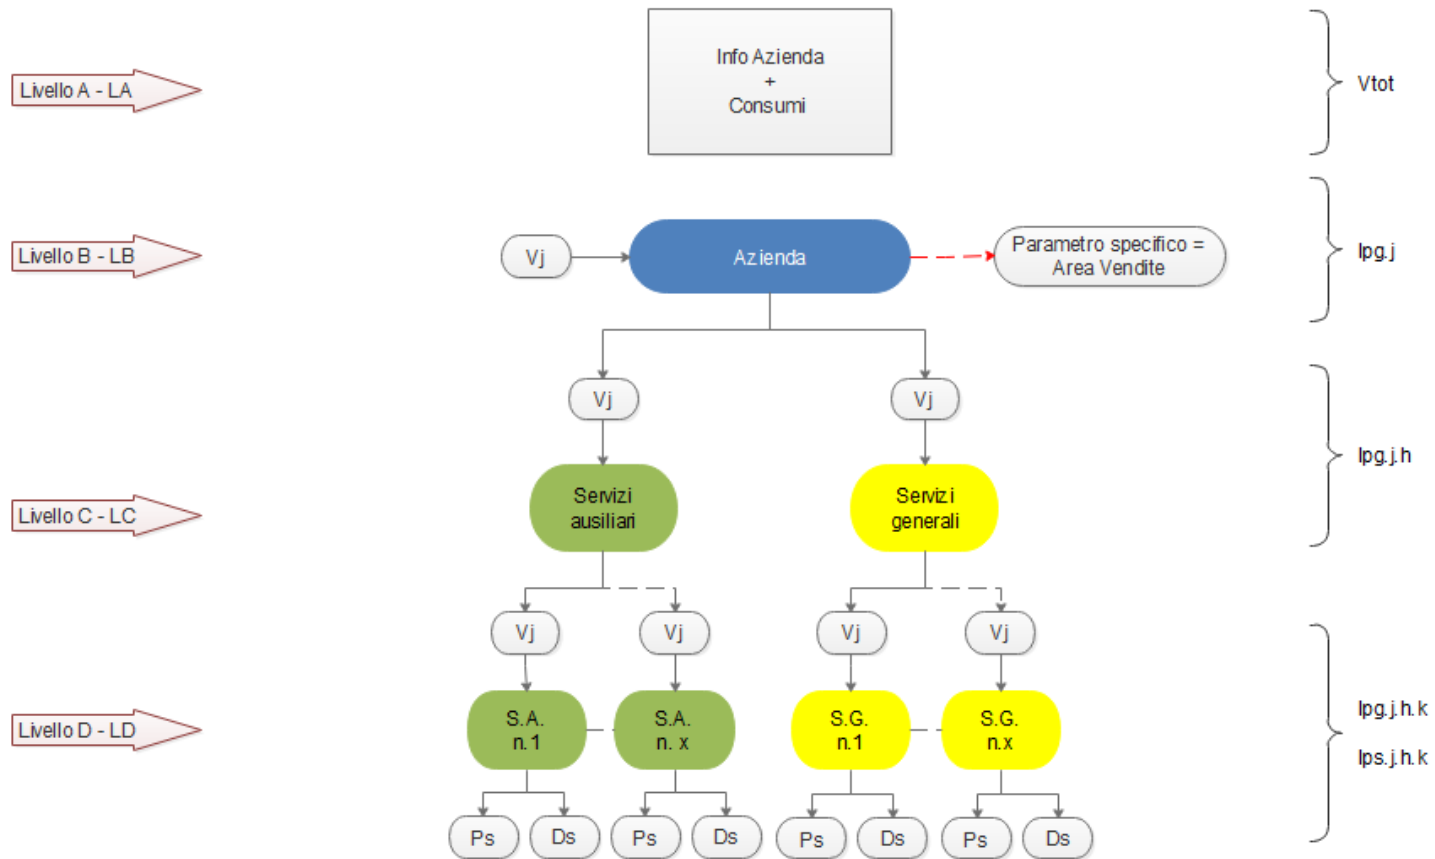 Info Azienda
+
Consumi
Livello A - LA
Vtot
Livello B - LB
Vj
Azienda
Parametro specifico =
Area Vendite
Ipg.j
Vj
Vj
Ipg.j.h
Livello C - LC
Servizi
ausiliari
Servizi
generali
Vj
Vj
Vj
Vj
Livello D - LD
S.A.
n.1
S.A.
n. x
S.G.
n.1
S.G.
n.x
Ipg.j.h.k
Ips.j.h.k
Ps
Ds
Ps
Ds
Ps
Ds
Ps
Ds